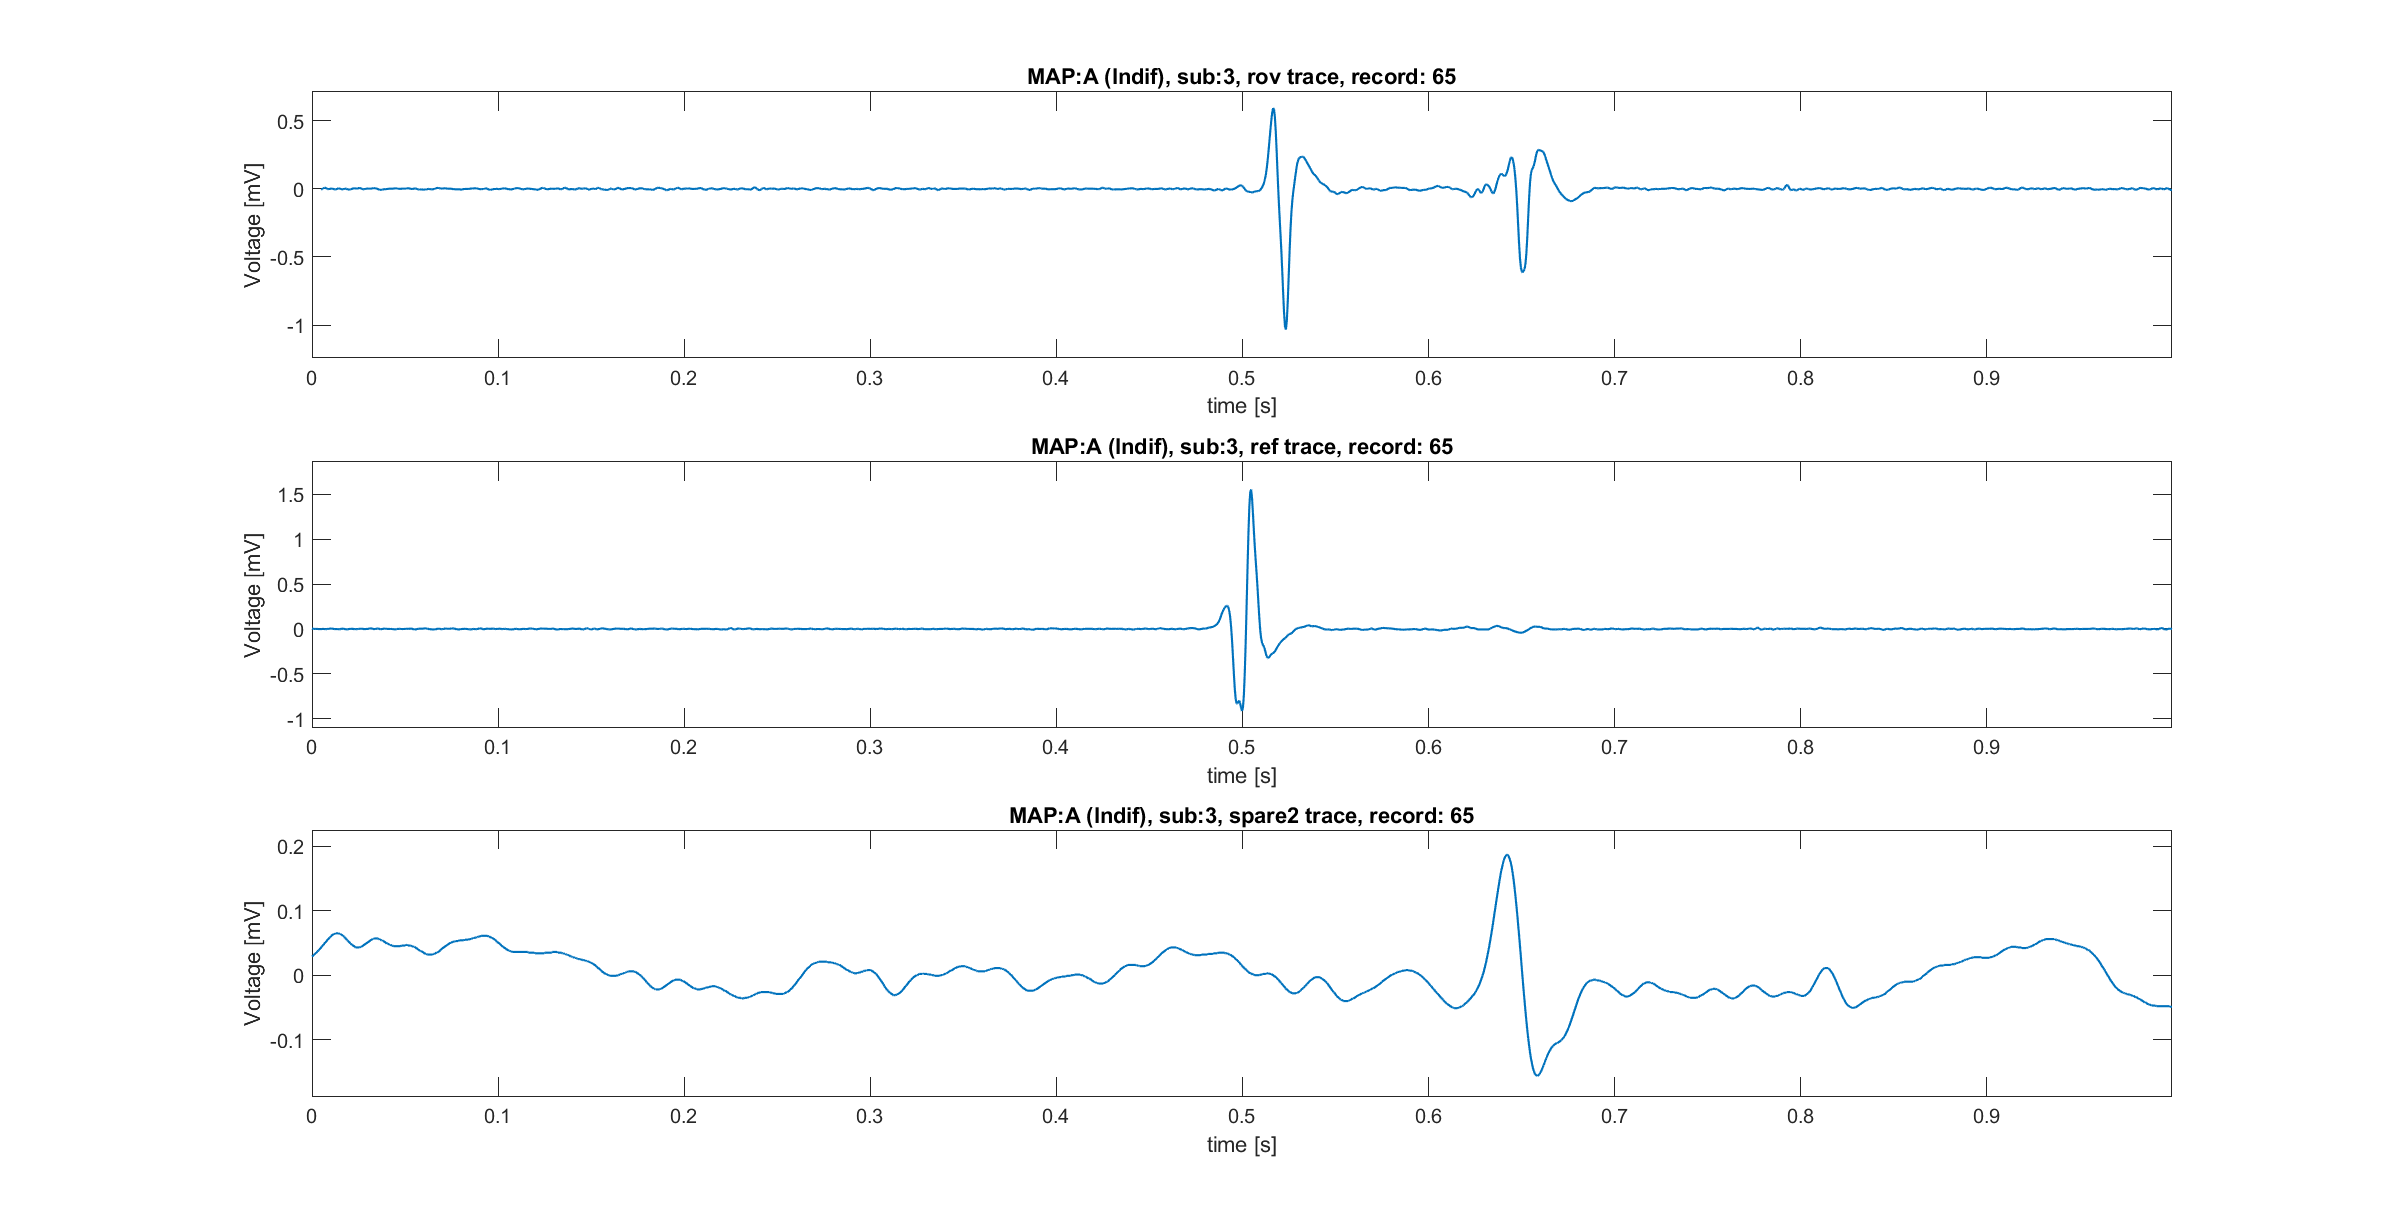 MAP:A (Indif), sub:3, rov trace, record: 65
Voltage [mV]
0.5
0
-0.5
-1
0 0.1 0.2 0.3 0.4 0.5 0.6 0.7 0.8 0.9
time [s]
MAP:A (Indif), sub:3, ref trace, record: 65
Voltage [mV]
1.5
1
0.5
0
-0.5
-1
0 0.1 0.2 0.3 0.4 0.5 0.6 0.7 0.8 0.9
time [s]
MAP:A (Indif), sub:3, spare2 trace, record: 65
Voltage [mV]
0.2
0.1
0
-0.1
0 0.1 0.2 0.3 0.4 0.5 0.6 0.7 0.8 0.9
time [s]